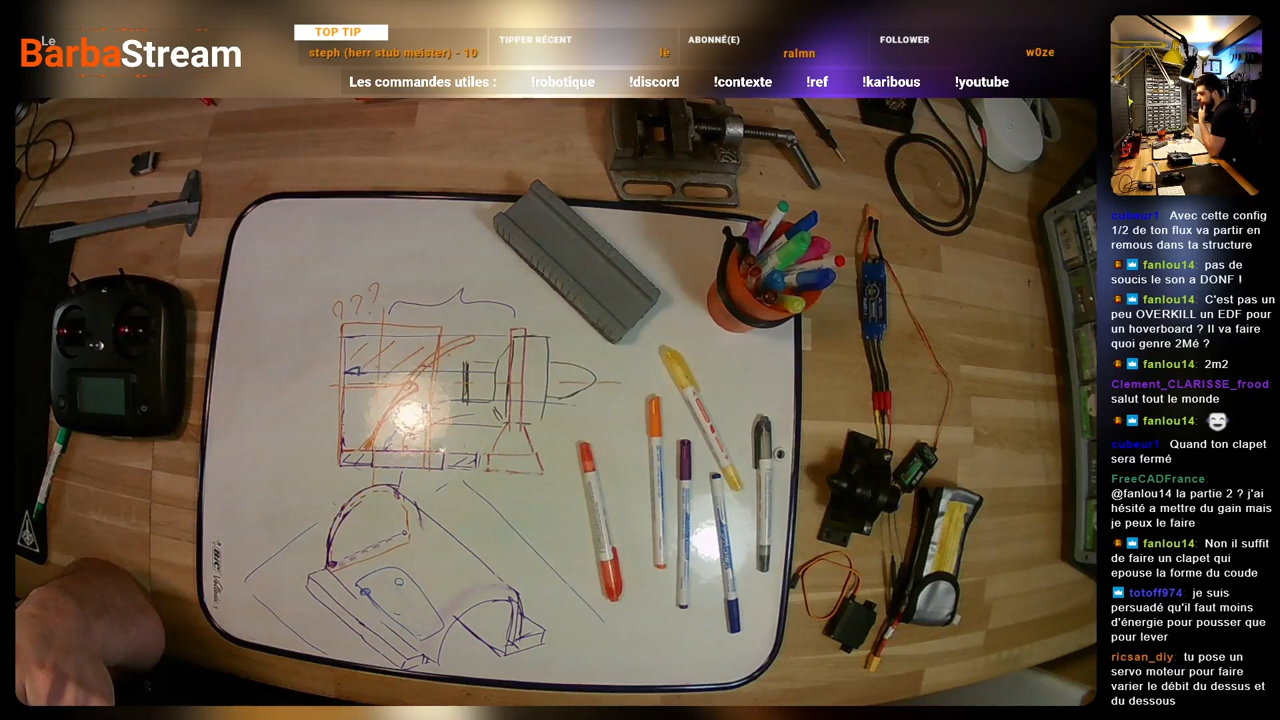 Le
BarbaStream
TOP TIP
steph (herr stub meister) - 10
TIPPER RÉCENT
le
ABONNÉ(E)
ralmn
FOLLOWER
w0ze
Les commandes utiles :
!robotique
!discord
!contexte
!ref
!karibous
!youtube
???
BIC
cubeur1 Avec cette config
1/2 de ton flux va partir en
remous dans ta structure
fanlou14: pas de
soucis le son a DONF !
fanlou14: C'est pas un
peu OVERKILL un EDF pour
un hoverboard ? Il va faire
quoi genre 2Mé ?
fanlou14: 2m2
Clement_CLARISSE_frood:
salut tout le monde
fanlou14:
cubeur1 Quand ton clapet
sera fermé
FreeCADFrance:
@fanlou14 la partie 2 ? j'ai
hésité a mettre du gain mais
je peux le faire
fanlou14: Non il suffit
de faire un clapet qui
epouse la forme du coude
totoff974: je suis
persuadé qu'il faut moins
d'énergie pour pousser que
pour lever
ricsan_diy: tu pose un
servo moteur pour faire
varier le débit du dessus et
du dessous